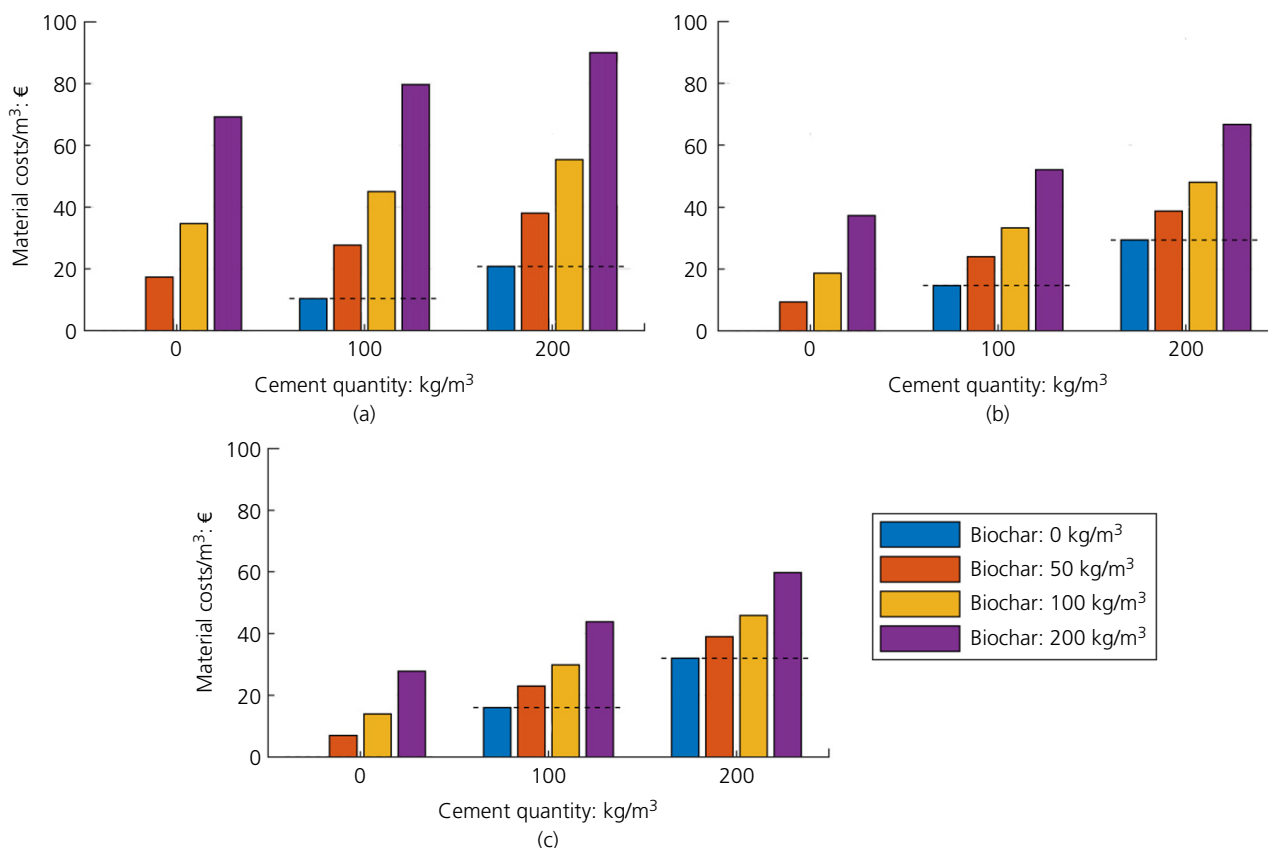 100
80
60
40
20
0
Material costs/m³: €
0 100 200
Cement quantity: kg/m³
(a)
100
80
60
40
20
0
0 100 200
Cement quantity: kg/m³
(b)
100
80
60
40
20
0
Material costs/m³: €
0 100 200
Cement quantity: kg/m³
(c)
Biochar: 0 kg/m³
Biochar: 50 kg/m³
Biochar: 100 kg/m³
Biochar: 200 kg/m³